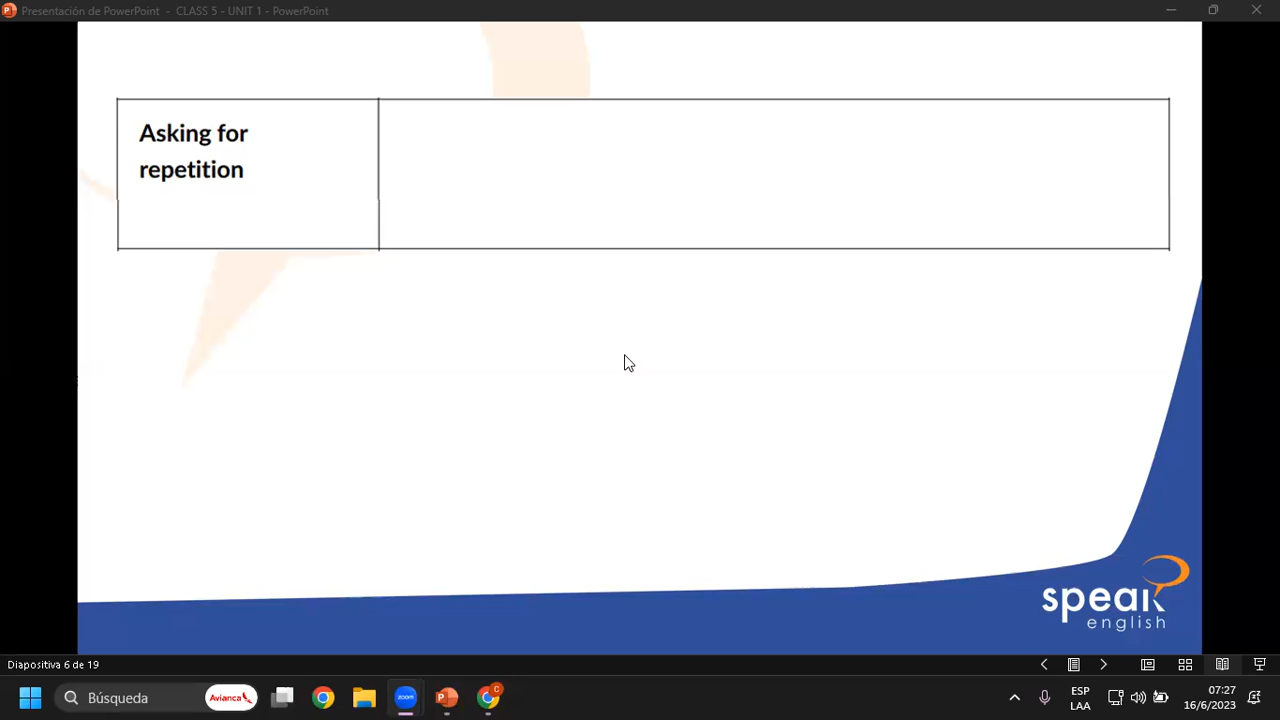 Presentación de PowerPoint - CLASS 5 - UNIT 1 - PowerPoint
Asking for
repetition
speak
english
Diapositiva 6 de 19
Búsqueda
Avianca
zoom
C
ESP
LAA
07:27
16/6/2023